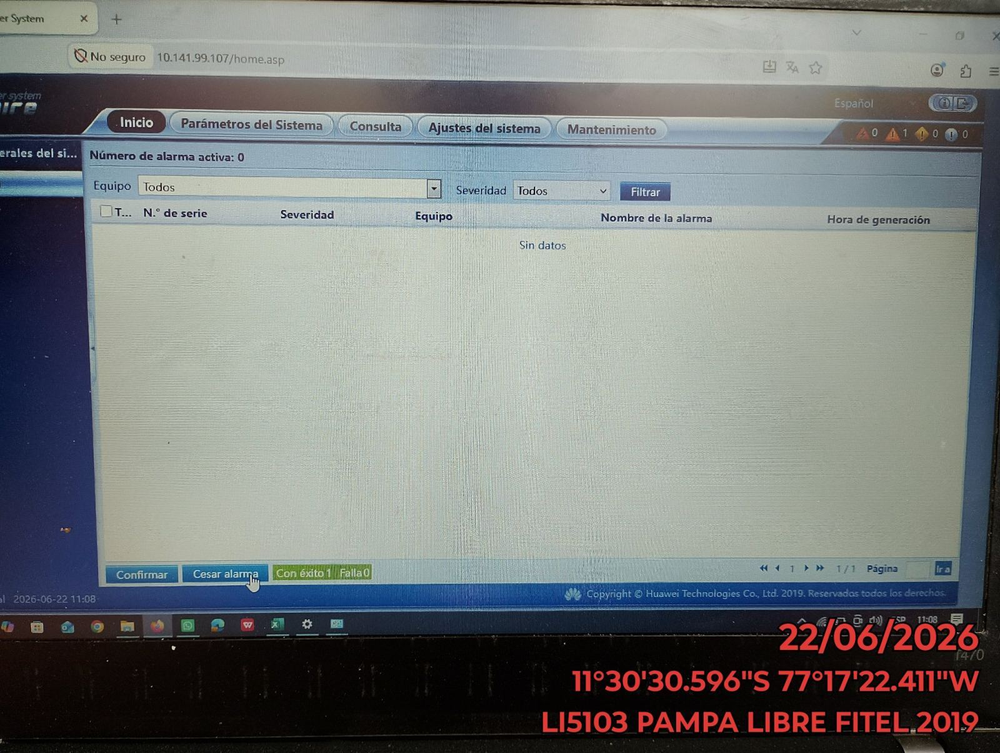 er System
No seguro 10.141.99.107/home.asp
er system
Español
Inicio Parámetros del Sistema Consulta Ajustes del sistema Mantenimiento
0 1 0 0
erales del si...
Número de alarma activa: 0
Equipo Todos Severidad Todos Filtrar
T... N.° de serie Severidad Equipo Nombre de la alarma Hora de generación
Sin datos
1 1 / 1 Página Ir a
Confirmar Cesar alarma Con éxito 1 Falla 0
Copyright © Huawei Technologies Co., Ltd. 2019. Reservados todos los derechos.
2026-06-22 11:08
11:08
22/06/2026
11°30'30.596"S 77°17'22.411"W
LI5103 PAMPA LIBRE FITEL 2019